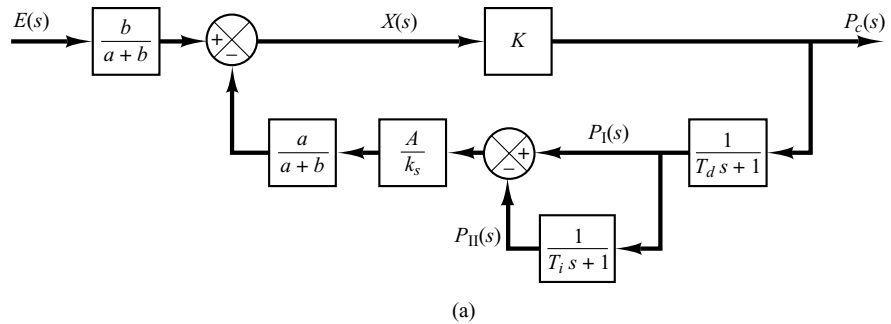 E(s)
b
a + b
+
−
X(s)
K
P_c(s)
a
a + b
A
k_s
+
−
P_I(s)
1
T_d s + 1
P_II(s)
1
T_i s + 1
(a)